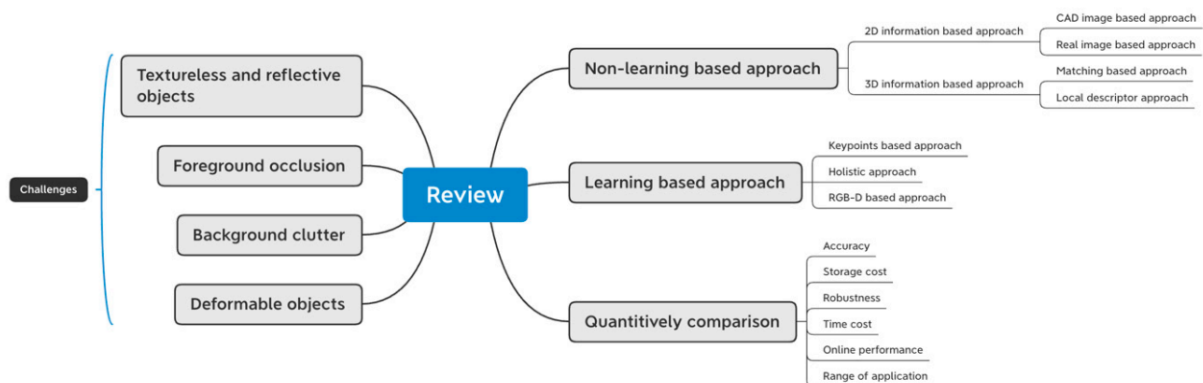 Challenges
Textureless and reflective
objects
Foreground occlusion
Background clutter
Deformable objects
Review
Non-learning based approach
2D information based approach
CAD image based approach
Real image based approach
3D information based approach
Matching based approach
Local descriptor approach
Learning based approach
Keypoints based approach
Holistic approach
RGB-D based approach
Quantitively comparison
Accuracy
Storage cost
Robustness
Time cost
Online performance
Range of application